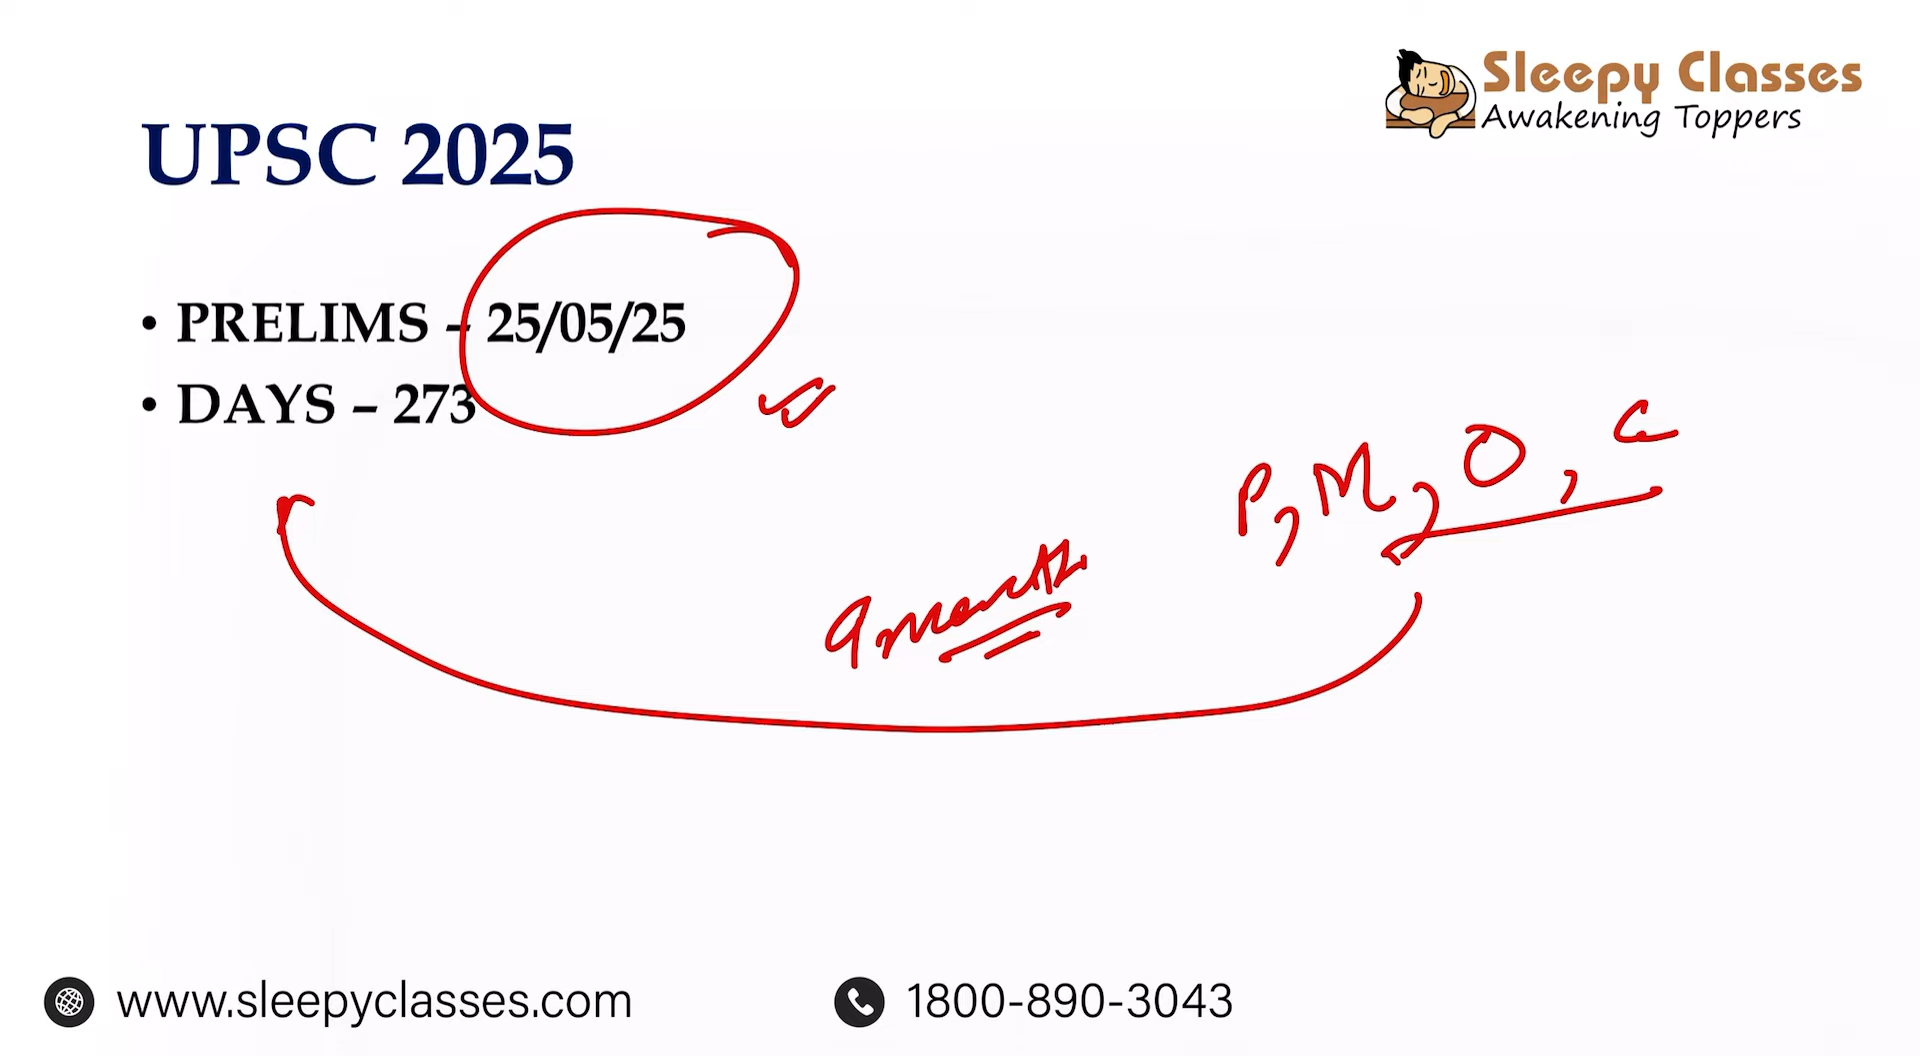 Sleepy Classes
Awakening Toppers
UPSC 2025
• PRELIMS – 25/05/25
• DAYS – 273
P, M, O, C
9 month
www.sleepyclasses.com
1800-890-3043